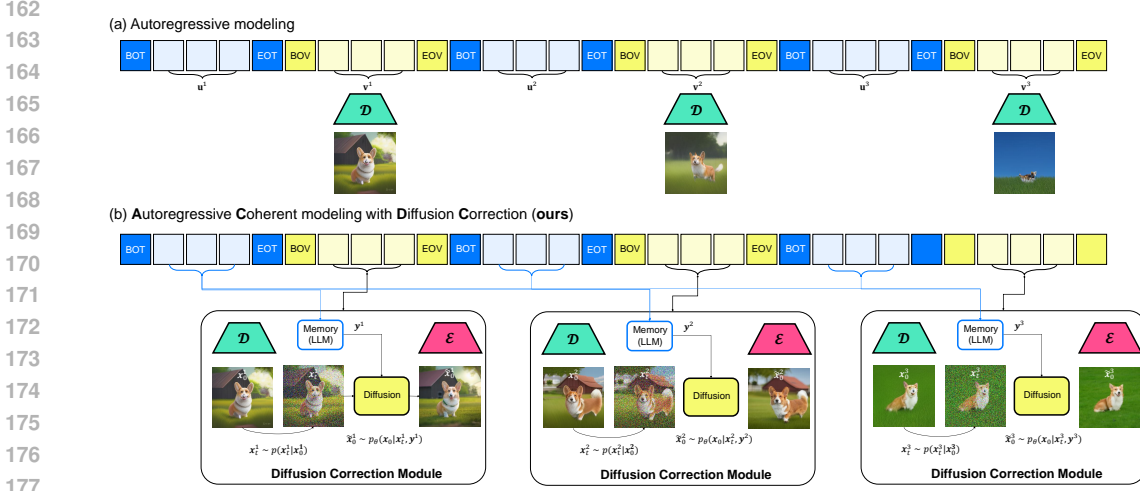 162
(a) Autoregressive modeling
163
BOT EOT BOV EOV BOT EOT BOV EOV BOT EOT BOV EOV
164
u¹ v¹ u² v² u³ v³
165
𝒟 𝒟 𝒟
166
167
168
(b) Autoregressive Coherent modeling with Diffusion Correction (ours)
169
BOT EOT BOV EOV BOT EOT BOV EOV BOT
170
171
172
𝒟 Memory (LLM) y¹ ℰ 𝒟 Memory (LLM) y² ℰ 𝒟 Memory (LLM) y³ ℰ
173
x₀¹ xₜ¹ x̃₀¹ x₀² xₜ² x̃₀² x₀³ xₜ³ x̃₀³
174
Diffusion Diffusion Diffusion
175
x̃₀¹ ~ pθ(x₀|xₜ¹, y¹) x̃₀² ~ pθ(x₀|xₜ², y²) x̃₀³ ~ pθ(x₀|xₜ³, y³)
xₜ¹ ~ p(xₜ¹|x₀¹) xₜ² ~ p(xₜ²|x₀²) xₜ³ ~ p(xₜ³|x₀³)
176
Diffusion Correction Module Diffusion Correction Module Diffusion Correction Module
177